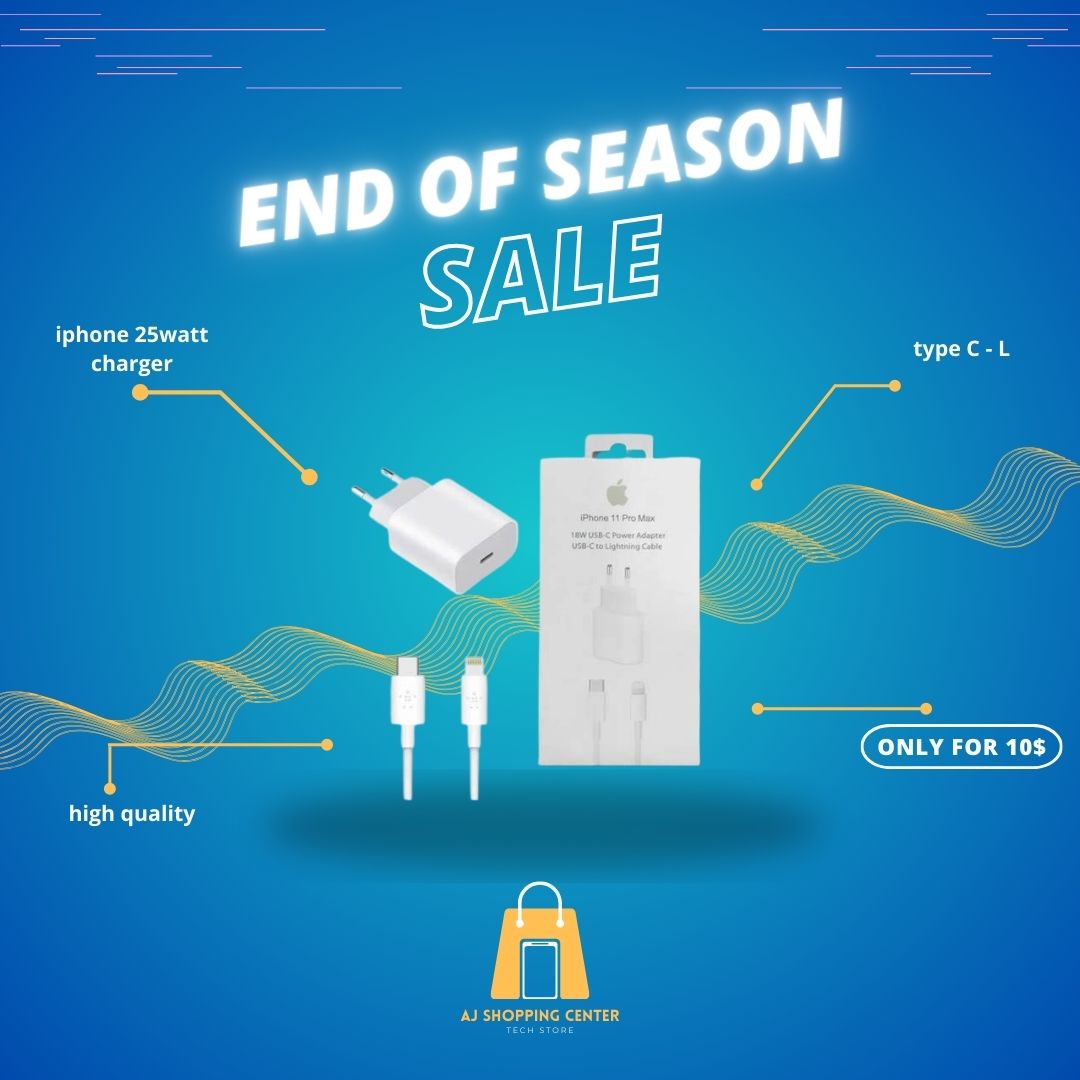 END OF SEASON
SALE
iphone 25watt
charger
type C - L
iPhone 11 Pro Max
18W USB-C Power Adapter
USB-C to Lightning Cable
ONLY FOR 10$
high quality
AJ SHOPPING CENTER
TECH STORE